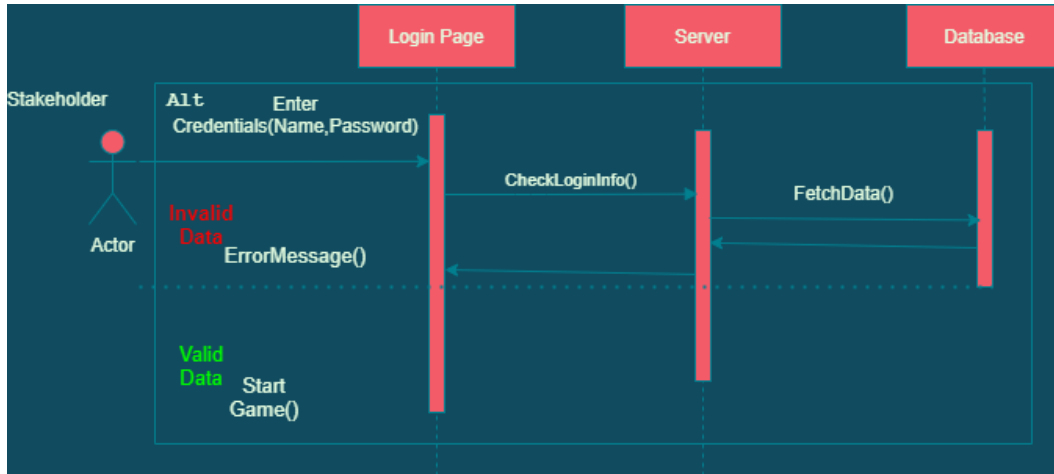 Login Page
Server
Database
Stakeholder
Alt
Enter
Credentials(Name,Password)
CheckLoginInfo()
FetchData()
Invalid
Data
Actor
ErrorMessage()
Valid
Data
Start
Game()